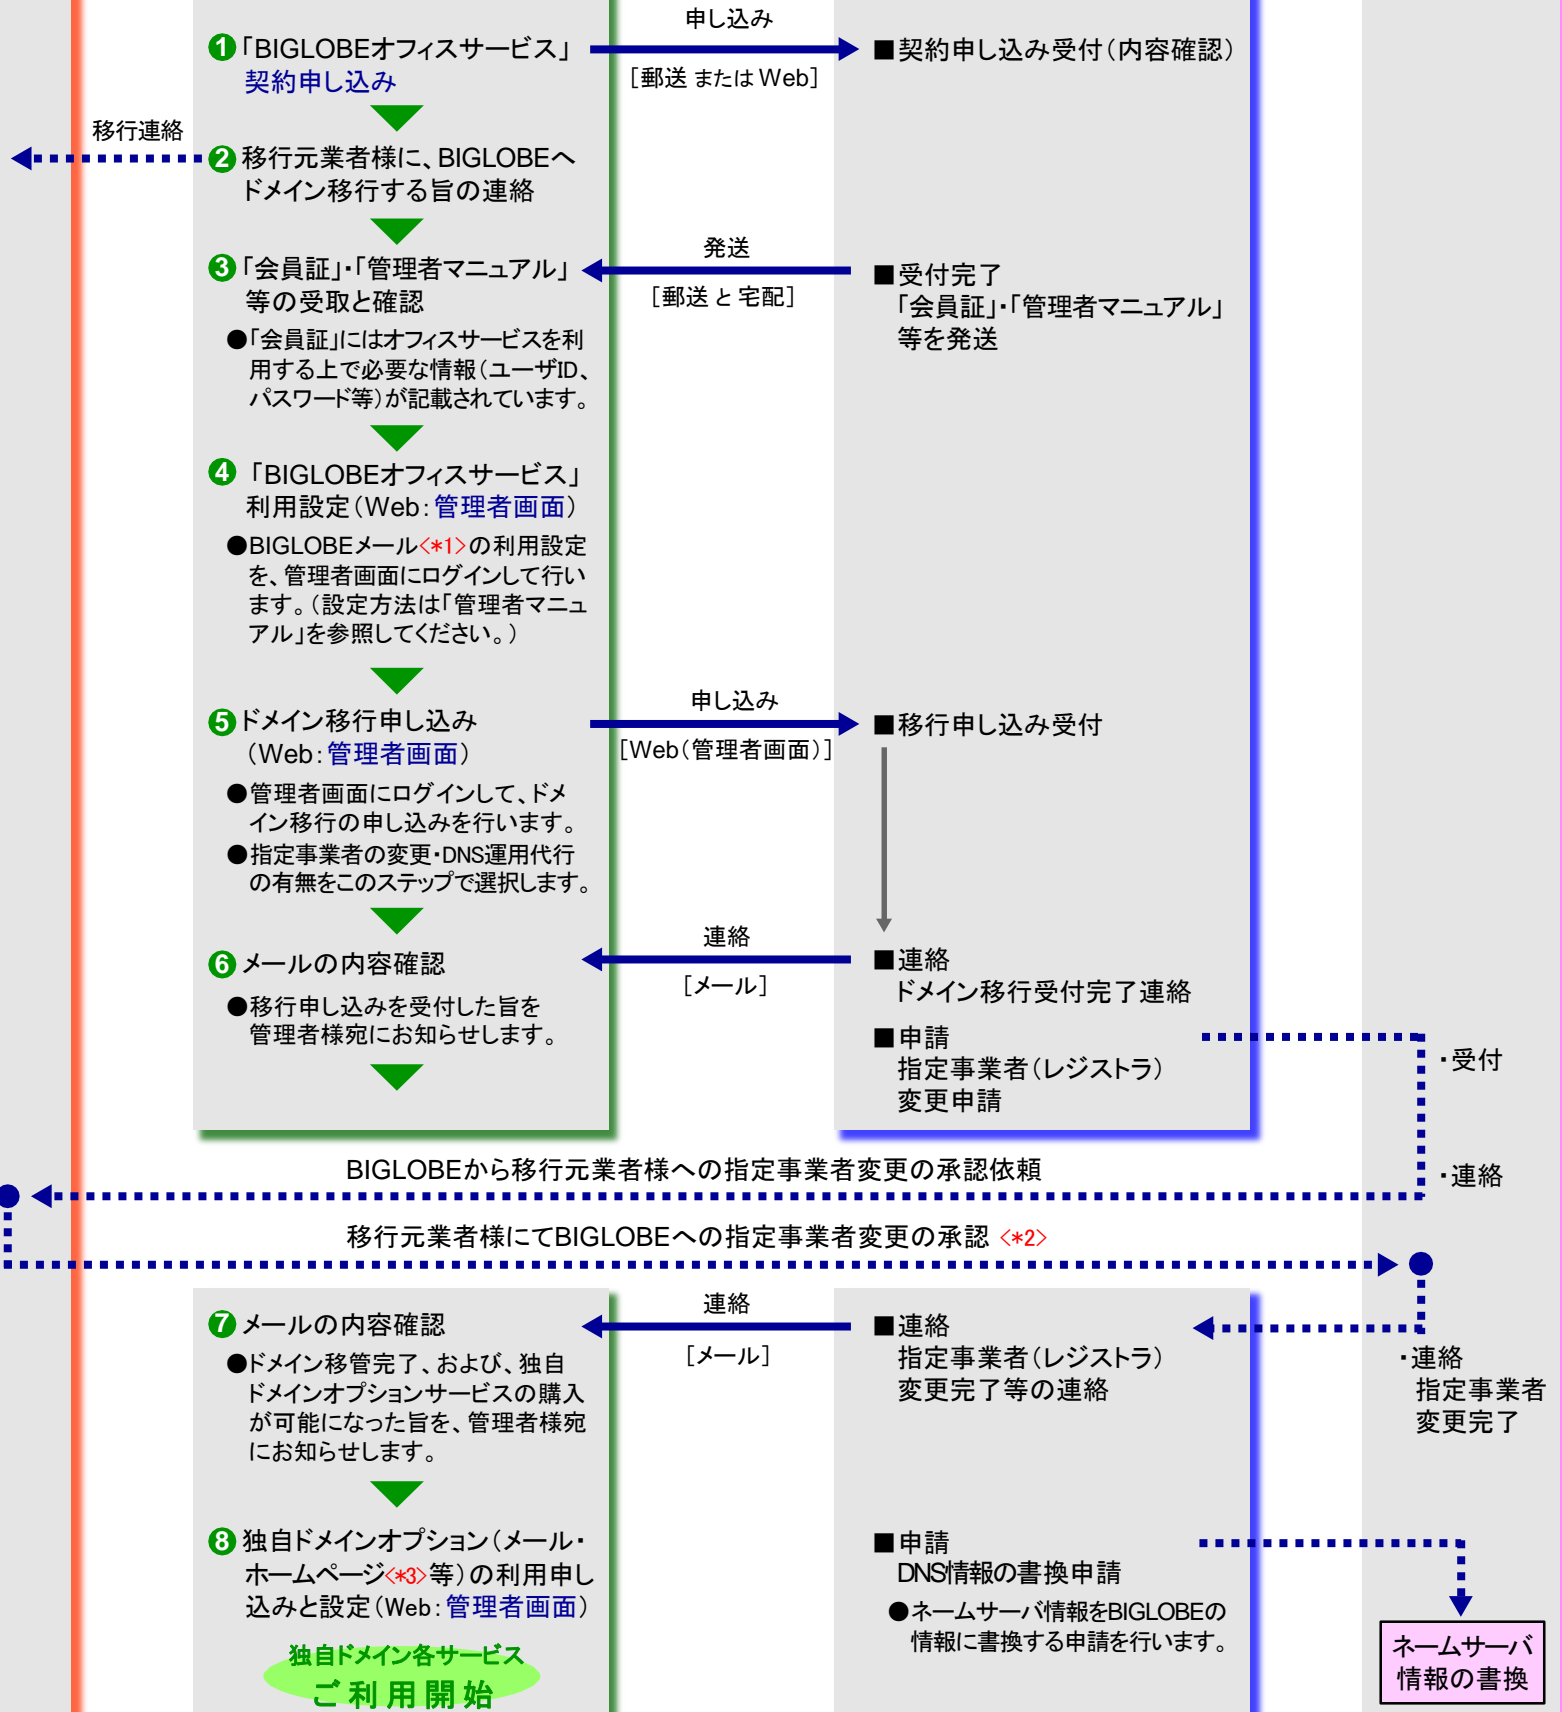 申し込み
❶「BIGLOBEオフィスサービス」
契約申し込み
[郵送 または Web]
■契約申し込み受付（内容確認）
移行連絡
❷移行元業者様に、BIGLOBEへ
ドメイン移行する旨の連絡
発送
[郵送 と 宅配]
❸「会員証」・「管理者マニュアル」
等の受取と確認
●「会員証」にはオフィスサービスを利
用する上で必要な情報（ユーザID、
パスワード等）が記載されています。
■受付完了
「会員証」・「管理者マニュアル」
等を発送
❹「BIGLOBEオフィスサービス」
利用設定（Web：管理者画面）
●BIGLOBEメール<*1>の利用設定
を、管理者画面にログインして行い
ます。（設定方法は「管理者マニュ
アル」を参照してください。）
申し込み
❺ドメイン移行申し込み
（Web：管理者画面）
[Web（管理者画面）]
■移行申し込み受付
●管理者画面にログインして、ドメ
イン移行の申し込みを行います。
●指定事業者の変更・DNS運用代行
の有無をこのステップで選択します。
連絡
[メール]
❻メールの内容確認
●移行申し込みを受付した旨を
管理者様宛にお知らせします。
■連絡
ドメイン移行受付完了連絡
■申請
指定事業者（レジストラ）
変更申請
・受付
BIGLOBEから移行元業者様への指定事業者変更の承認依頼
・連絡
移行元業者様にてBIGLOBEへの指定事業者変更の承認 <*2>
連絡
[メール]
❼メールの内容確認
●ドメイン移管完了、および、独自
ドメインオプションサービスの購入
が可能になった旨を、管理者様宛
にお知らせします。
■連絡
指定事業者（レジストラ）
変更完了等の連絡
・連絡
指定事業者
変更完了
❽独自ドメインオプション（メール・
ホームページ<*3>等）の利用申し
込みと設定（Web：管理者画面）
■申請
DNS情報の書換申請
●ネームサーバ情報をBIGLOBEの
情報に書換する申請を行います。
ネームサーバ
情報の書換
独自ドメイン各サービス
ご利用開始